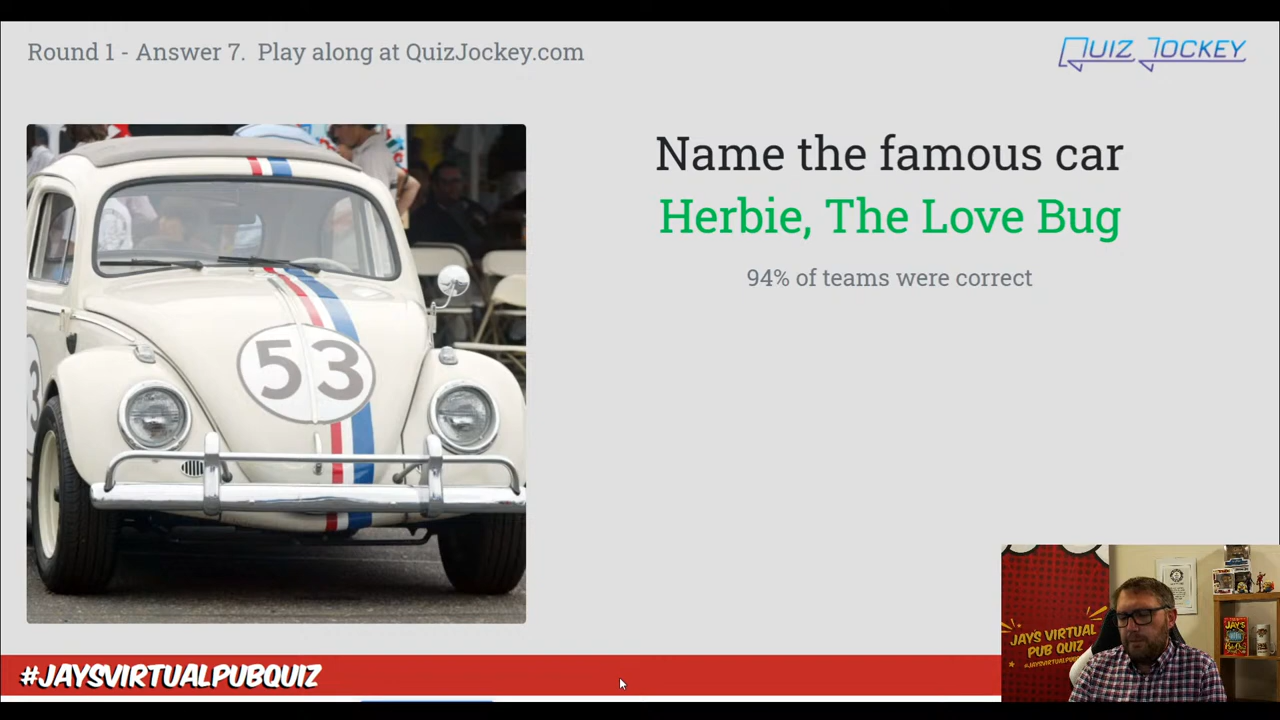 Round 1 - Answer 7.  Play along at QuizJockey.com
QUIZ JOCKEY
Name the famous car
Herbie, The Love Bug
94% of teams were correct
53
#JAYSVIRTUALPUBQUIZ
JAYS VIRTUAL
PUB QUIZ
JAY'S